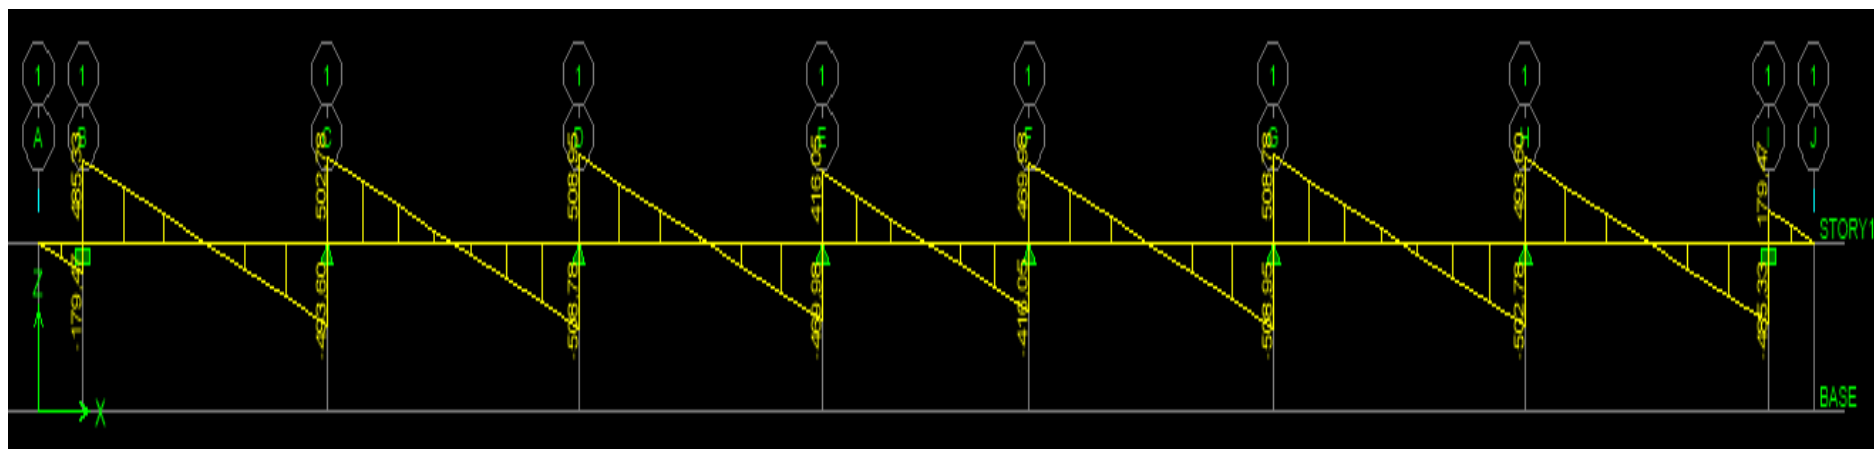 1 1 1 1 1 1 1 1 1 1
A B C D E F G H I J
485.33 502.78 508.95 416.05 469.98 508.78 493.60 179.47
STORY1
-179.47 -493.60 -508.78 -469.98 -416.05 -508.95 -502.78 -485.33
Z
X
BASE